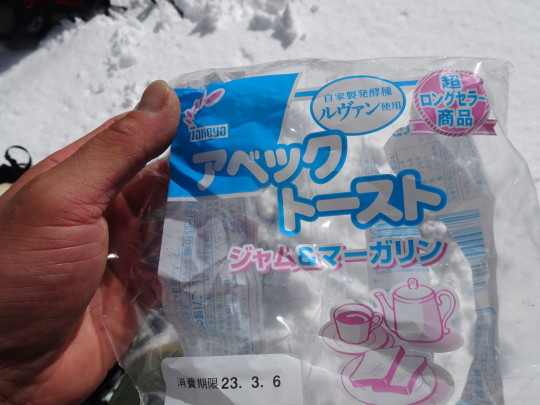 Takeya
自家製発酵種
ルヴァン使用
超
ロングセラー
商品
アベック
トースト
ジャム&マーガリン
消費期限 23. 3. 6